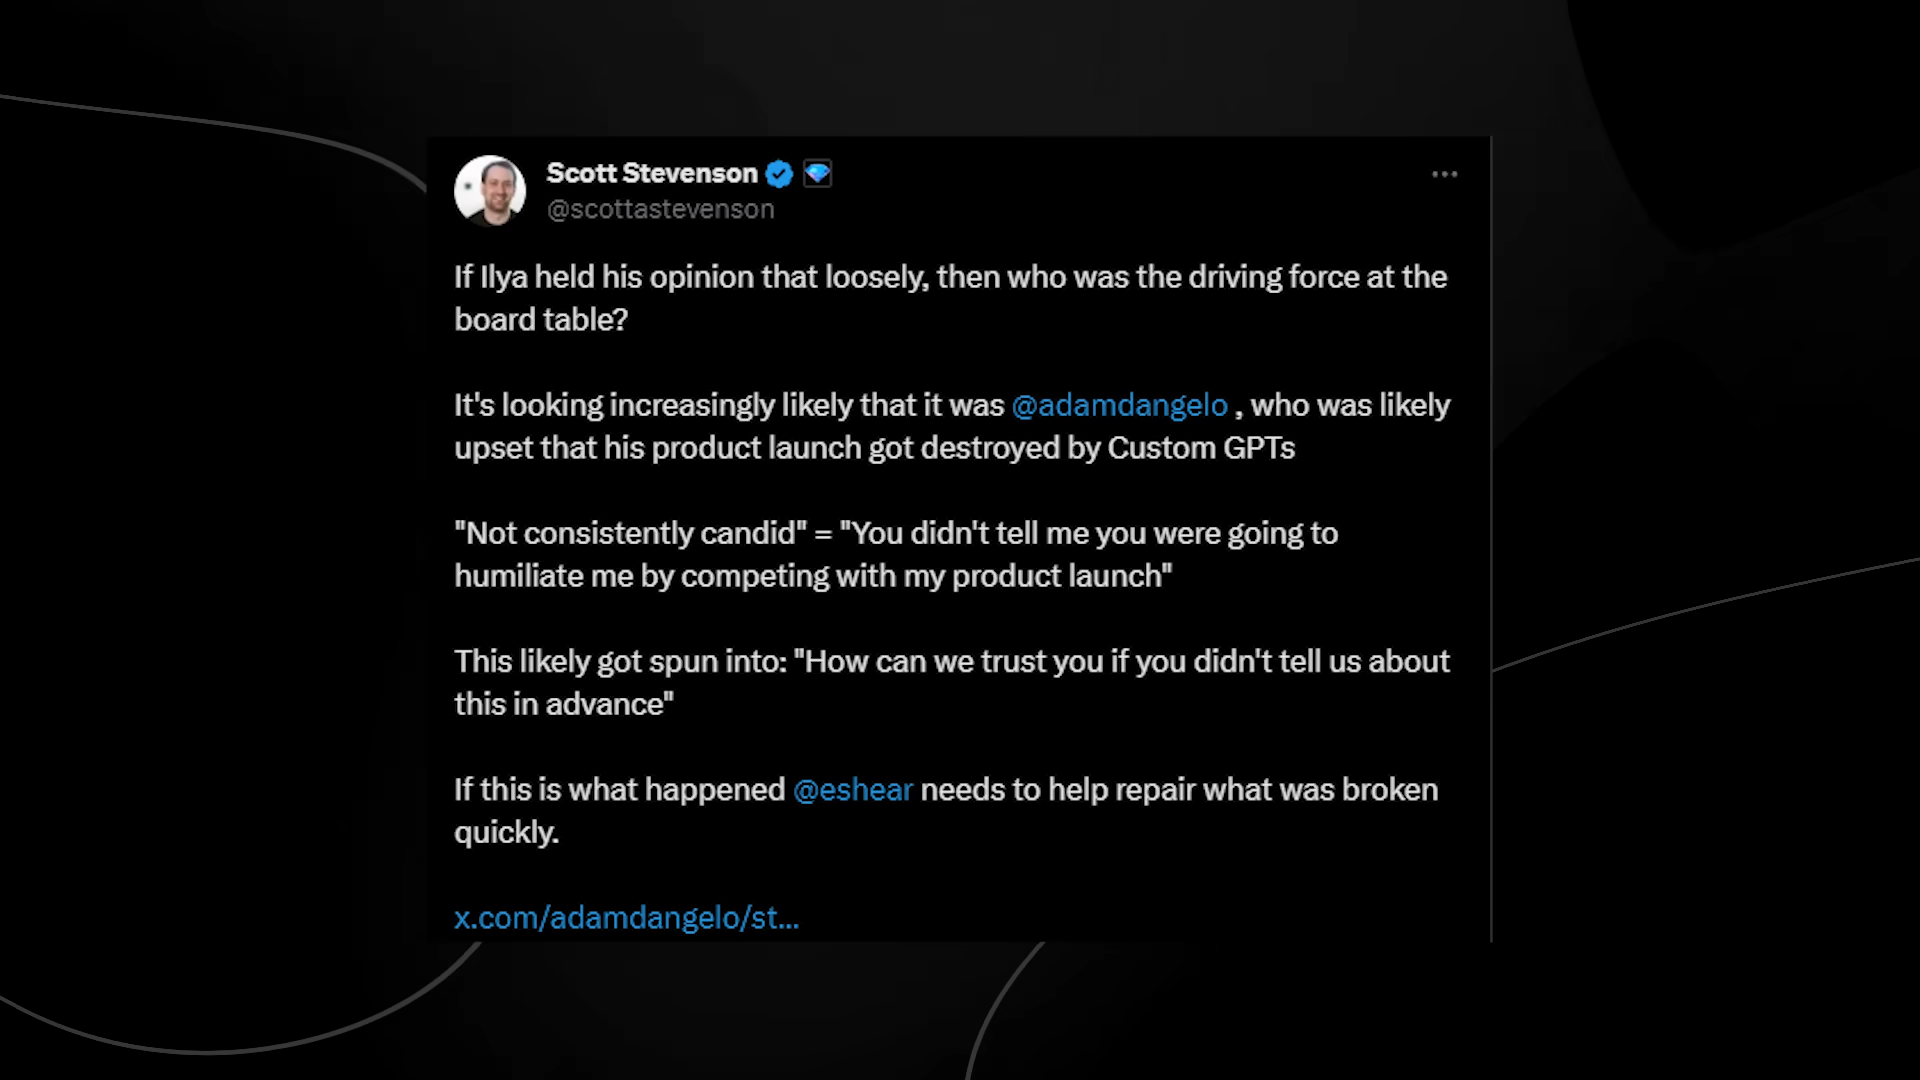 Scott Stevenson
@scottastevenson
If Ilya held his opinion that loosely, then who was the driving force at the
board table?
It's looking increasingly likely that it was @adamdangelo , who was likely
upset that his product launch got destroyed by Custom GPTs
"Not consistently candid" = "You didn't tell me you were going to
humiliate me by competing with my product launch"
This likely got spun into: "How can we trust you if you didn't tell us about
this in advance"
If this is what happened @eshear needs to help repair what was broken
quickly.
x.com/adamdangelo/st...